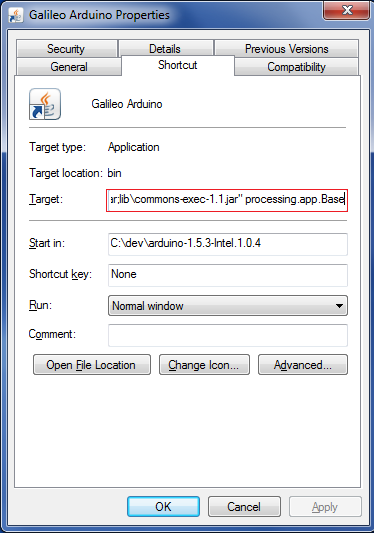 Galileo Arduino Properties
Security Details Previous Versions
General Shortcut Compatibility
Galileo Arduino
Target type: Application
Target location: bin
Target: ar;lib\commons-exec-1.1.jar" processing.app.Base
Start in: C:\dev\arduino-1.5.3-Intel.1.0.4
Shortcut key: None
Run: Normal window
Comment:
Open File Location Change Icon... Advanced...
OK Cancel Apply